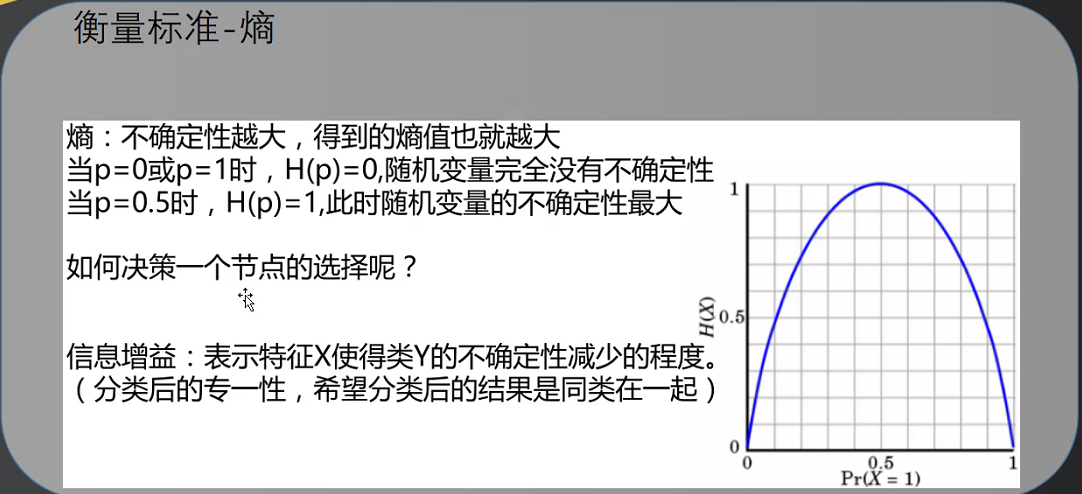 衡量标准-熵
熵：不确定性越大，得到的熵值也就越大
当p=0或p=1时，H(p)=0,随机变量完全没有不确定性
当p=0.5时，H(p)=1,此时随机变量的不确定性最大
如何决策一个节点的选择呢？
信息增益：表示特征X使得类Y的不确定性减少的程度。
（分类后的专一性，希望分类后的结果是同类在一起）
1
H(X)
0.5
0
0
0.5
1
Pr(X = 1)